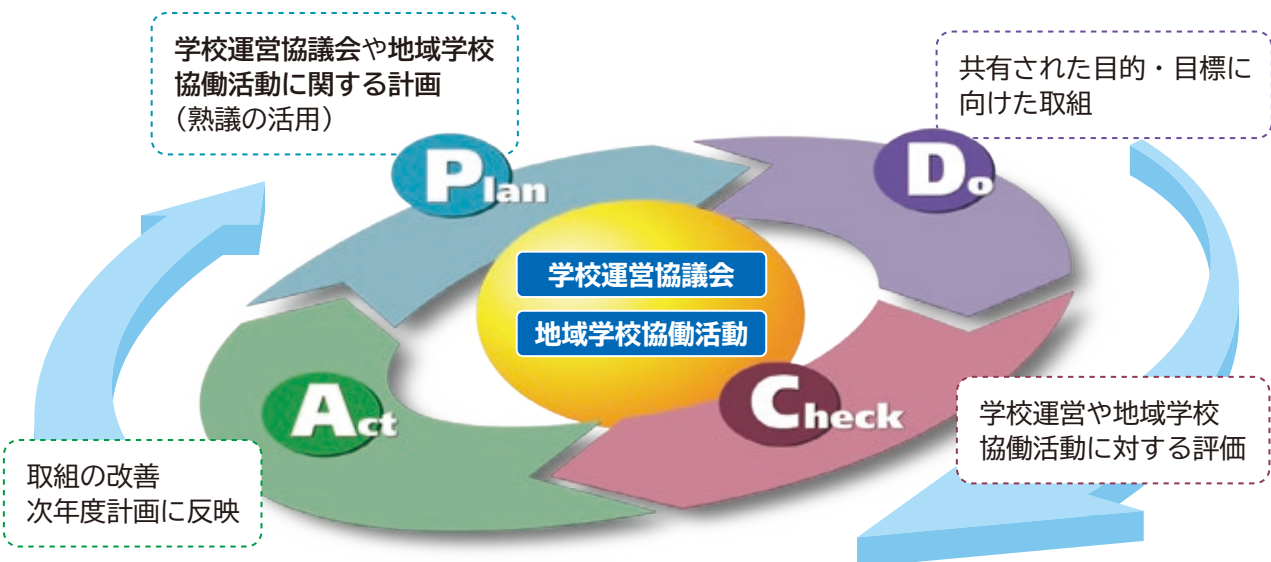 学校運営協議会や地域学校
協働活動に関する計画
（熟議の活用）
Plan
共有された目的・目標に
向けた取組
Do
学校運営協議会
地域学校協働活動
Check
学校運営や地域学校
協働活動に対する評価
Act
取組の改善
次年度計画に反映